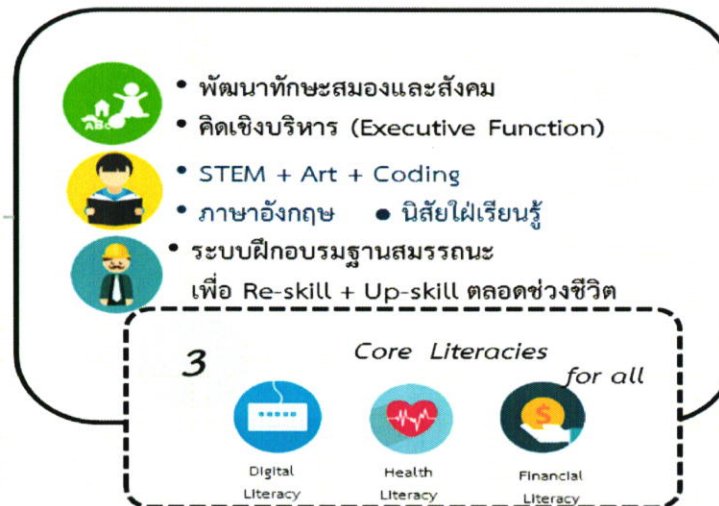 • พัฒนาทักษะสมองและสังคม
• คิดเชิงบริหาร (Executive Function)
ABC
• STEM + Art + Coding
• ภาษาอังกฤษ • นิสัยใฝ่เรียนรู้
• ระบบฝึกอบรมฐานสมรรถนะ
เพื่อ Re-skill + Up-skill ตลอดช่วงชีวิต
3 Core Literacies
for all
Digital Literacy
Health Literacy
Financial Literacy